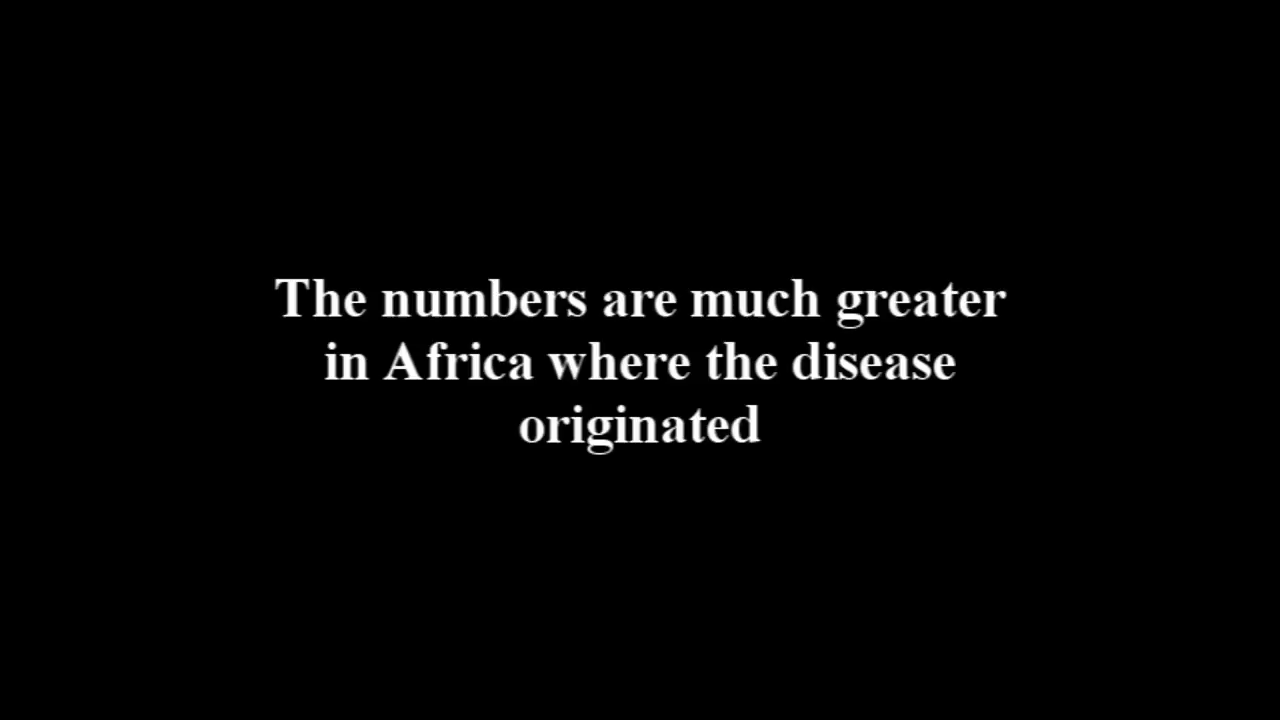 The numbers are much greater
in Africa where the disease
originated